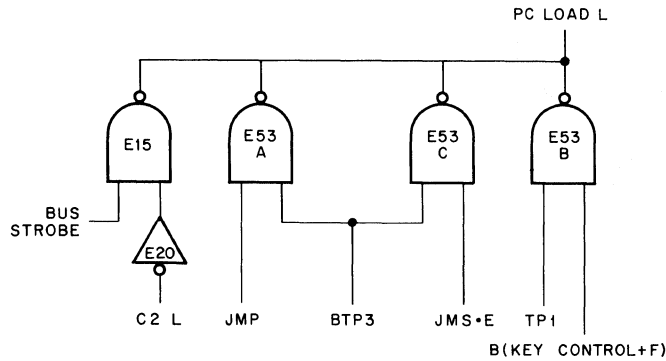 PC LOAD L
E15
E53
A
E53
C
E53
B
BUS
STROBE
E20
C2 L
JMP
BTP3
JMS•E
TP1
B(KEY CONTROL+F)